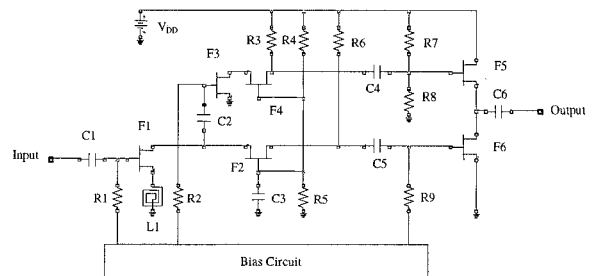 V_DD
R3
R4
R6
R7
F3
F5
F4
C4
R8
C6
C1
F1
C2
Output
Input
F2
C5
F6
R1
R2
C3
R5
R9
L1
Bias Circuit